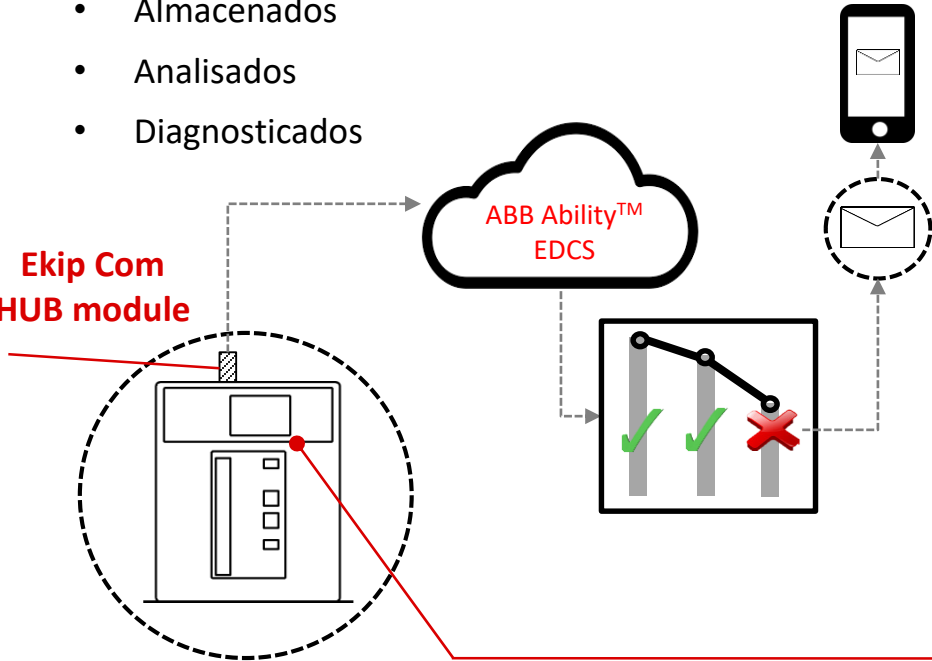 • Almacenados
• Analisados
• Diagnosticados
ABB Ability™
EDCS
Ekip Com
HUB module